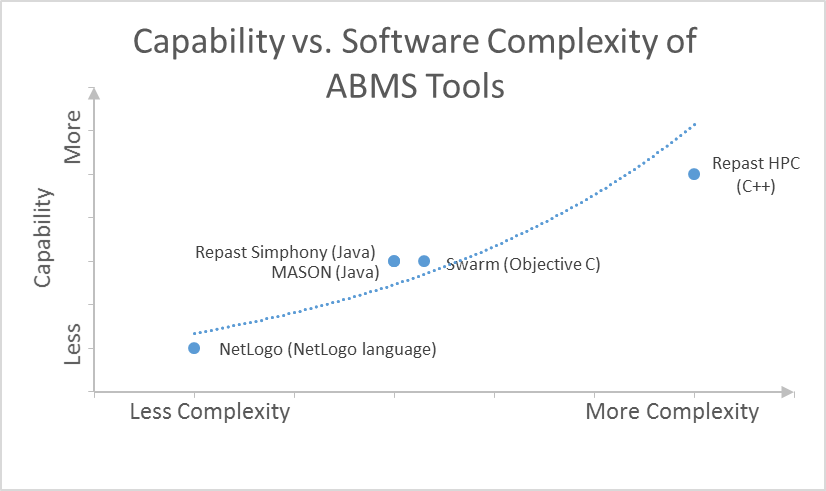 Capability vs. Software Complexity of
ABMS Tools
More
Capability
Less
Repast HPC
(C++)
Repast Simphony (Java)
MASON (Java)
Swarm (Objective C)
NetLogo (NetLogo language)
Less Complexity
More Complexity